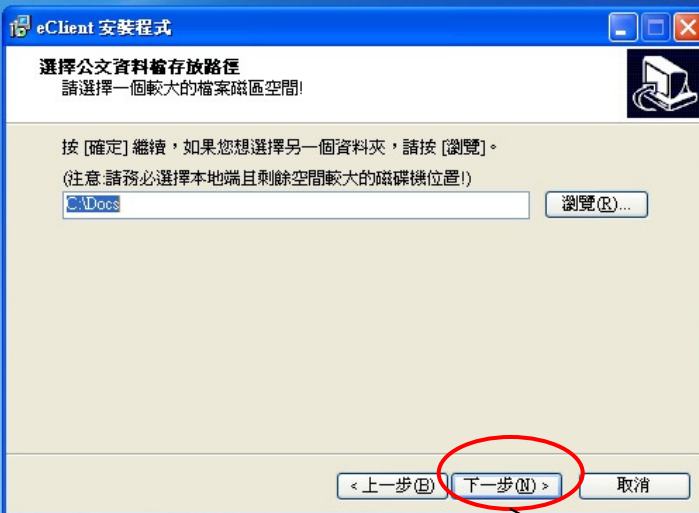 eClient 安裝程式
選擇公文資料檔存放路徑
請選擇一個較大的檔案磁區空間!
按 [確定] 繼續，如果您想選擇另一個資料夾，請按 [瀏覽]。
(注意:請務必選擇本地端且剩餘空間較大的磁碟機位置!)
C:\Docs
瀏覽(R)...
< 上一步(B)
下一步(N) >
取消